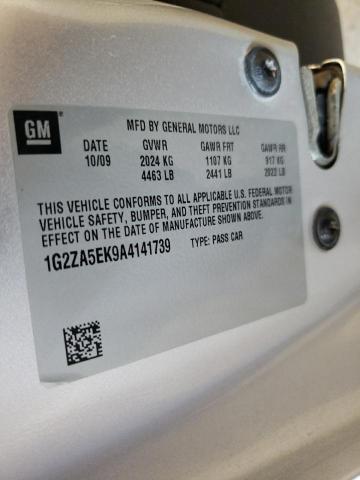 GM
MFD BY GENERAL MOTORS LLC
DATE GVWR GAWR FRT GAWR RR
10/09 2024 KG 1107 KG 917 KG
4463 LB 2441 LB 2022 LB
THIS VEHICLE CONFORMS TO ALL APPLICABLE U.S. FEDERAL MOTOR
VEHICLE SAFETY, BUMPER, AND THEFT PREVENTION STANDARDS IN
EFFECT ON THE DATE OF MANUFACTURE SHOWN ABOVE.
1G2ZA5EK9A4141739 TYPE: PASS CAR